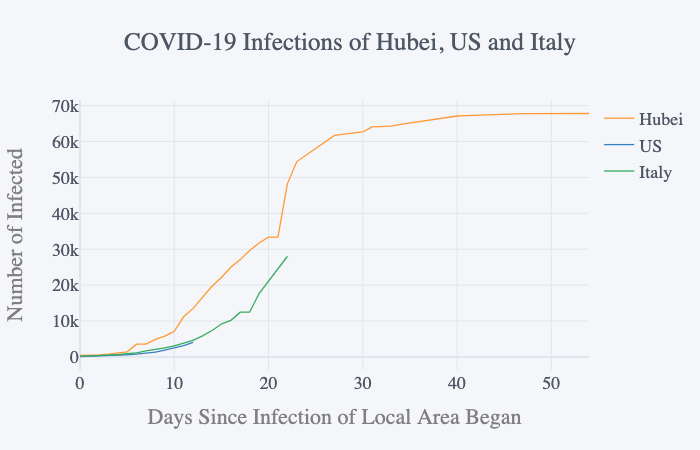 COVID-19 Infections of Hubei, US and Italy
Number of Infected
70k
60k
50k
40k
30k
20k
10k
0
0 10 20 30 40 50
Days Since Infection of Local Area Began
Hubei
US
Italy